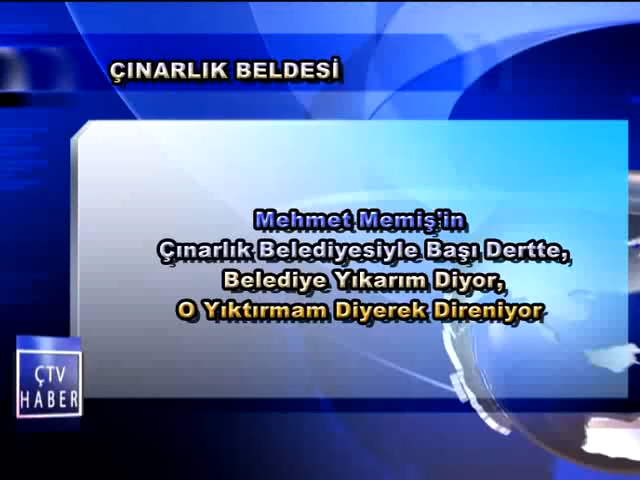 ÇINARLIK BELDESİ
Mehmet Memiş'in
Çınarlık Belediyesiyle Başı Dertte,
Belediye Yıkarım Diyor,
O Yıktırmam Diyerek Direniyor
ÇTV
HABER